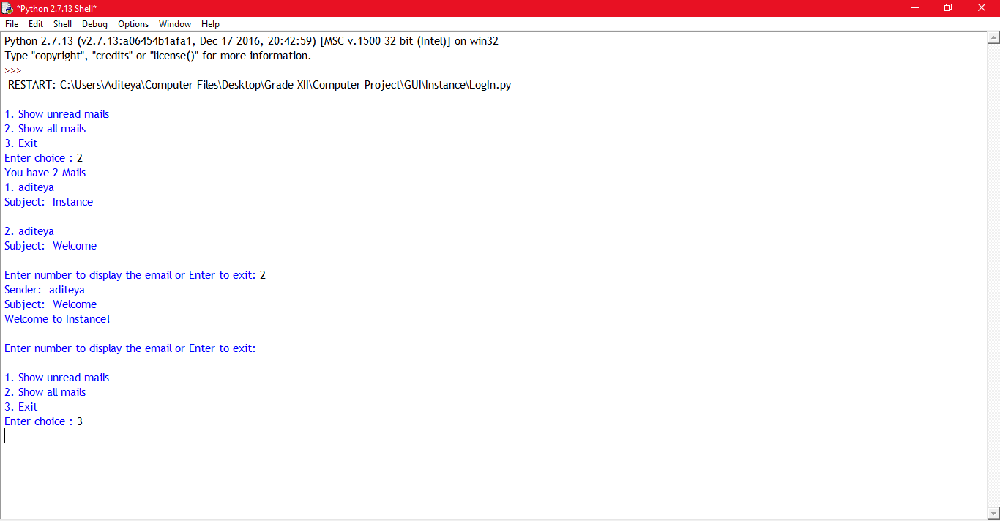 *Python 2.7.13 Shell*
File Edit Shell Debug Options Window Help
Python 2.7.13 (v2.7.13:a06454b1afa1, Dec 17 2016, 20:42:59) [MSC v.1500 32 bit (Intel)] on win32
Type "copyright", "credits" or "license()" for more information.
>>>
RESTART: C:\Users\Aditeya\Computer Files\Desktop\Grade XII\Computer Project\GUI\Instance\LogIn.py
1. Show unread mails
2. Show all mails
3. Exit
Enter choice : 2
You have 2 Mails
1. aditeya
Subject:  Instance
2. aditeya
Subject:  Welcome
Enter number to display the email or Enter to exit: 2
Sender:  aditeya
Subject:  Welcome
Welcome to Instance!
Enter number to display the email or Enter to exit:
1. Show unread mails
2. Show all mails
3. Exit
Enter choice : 3